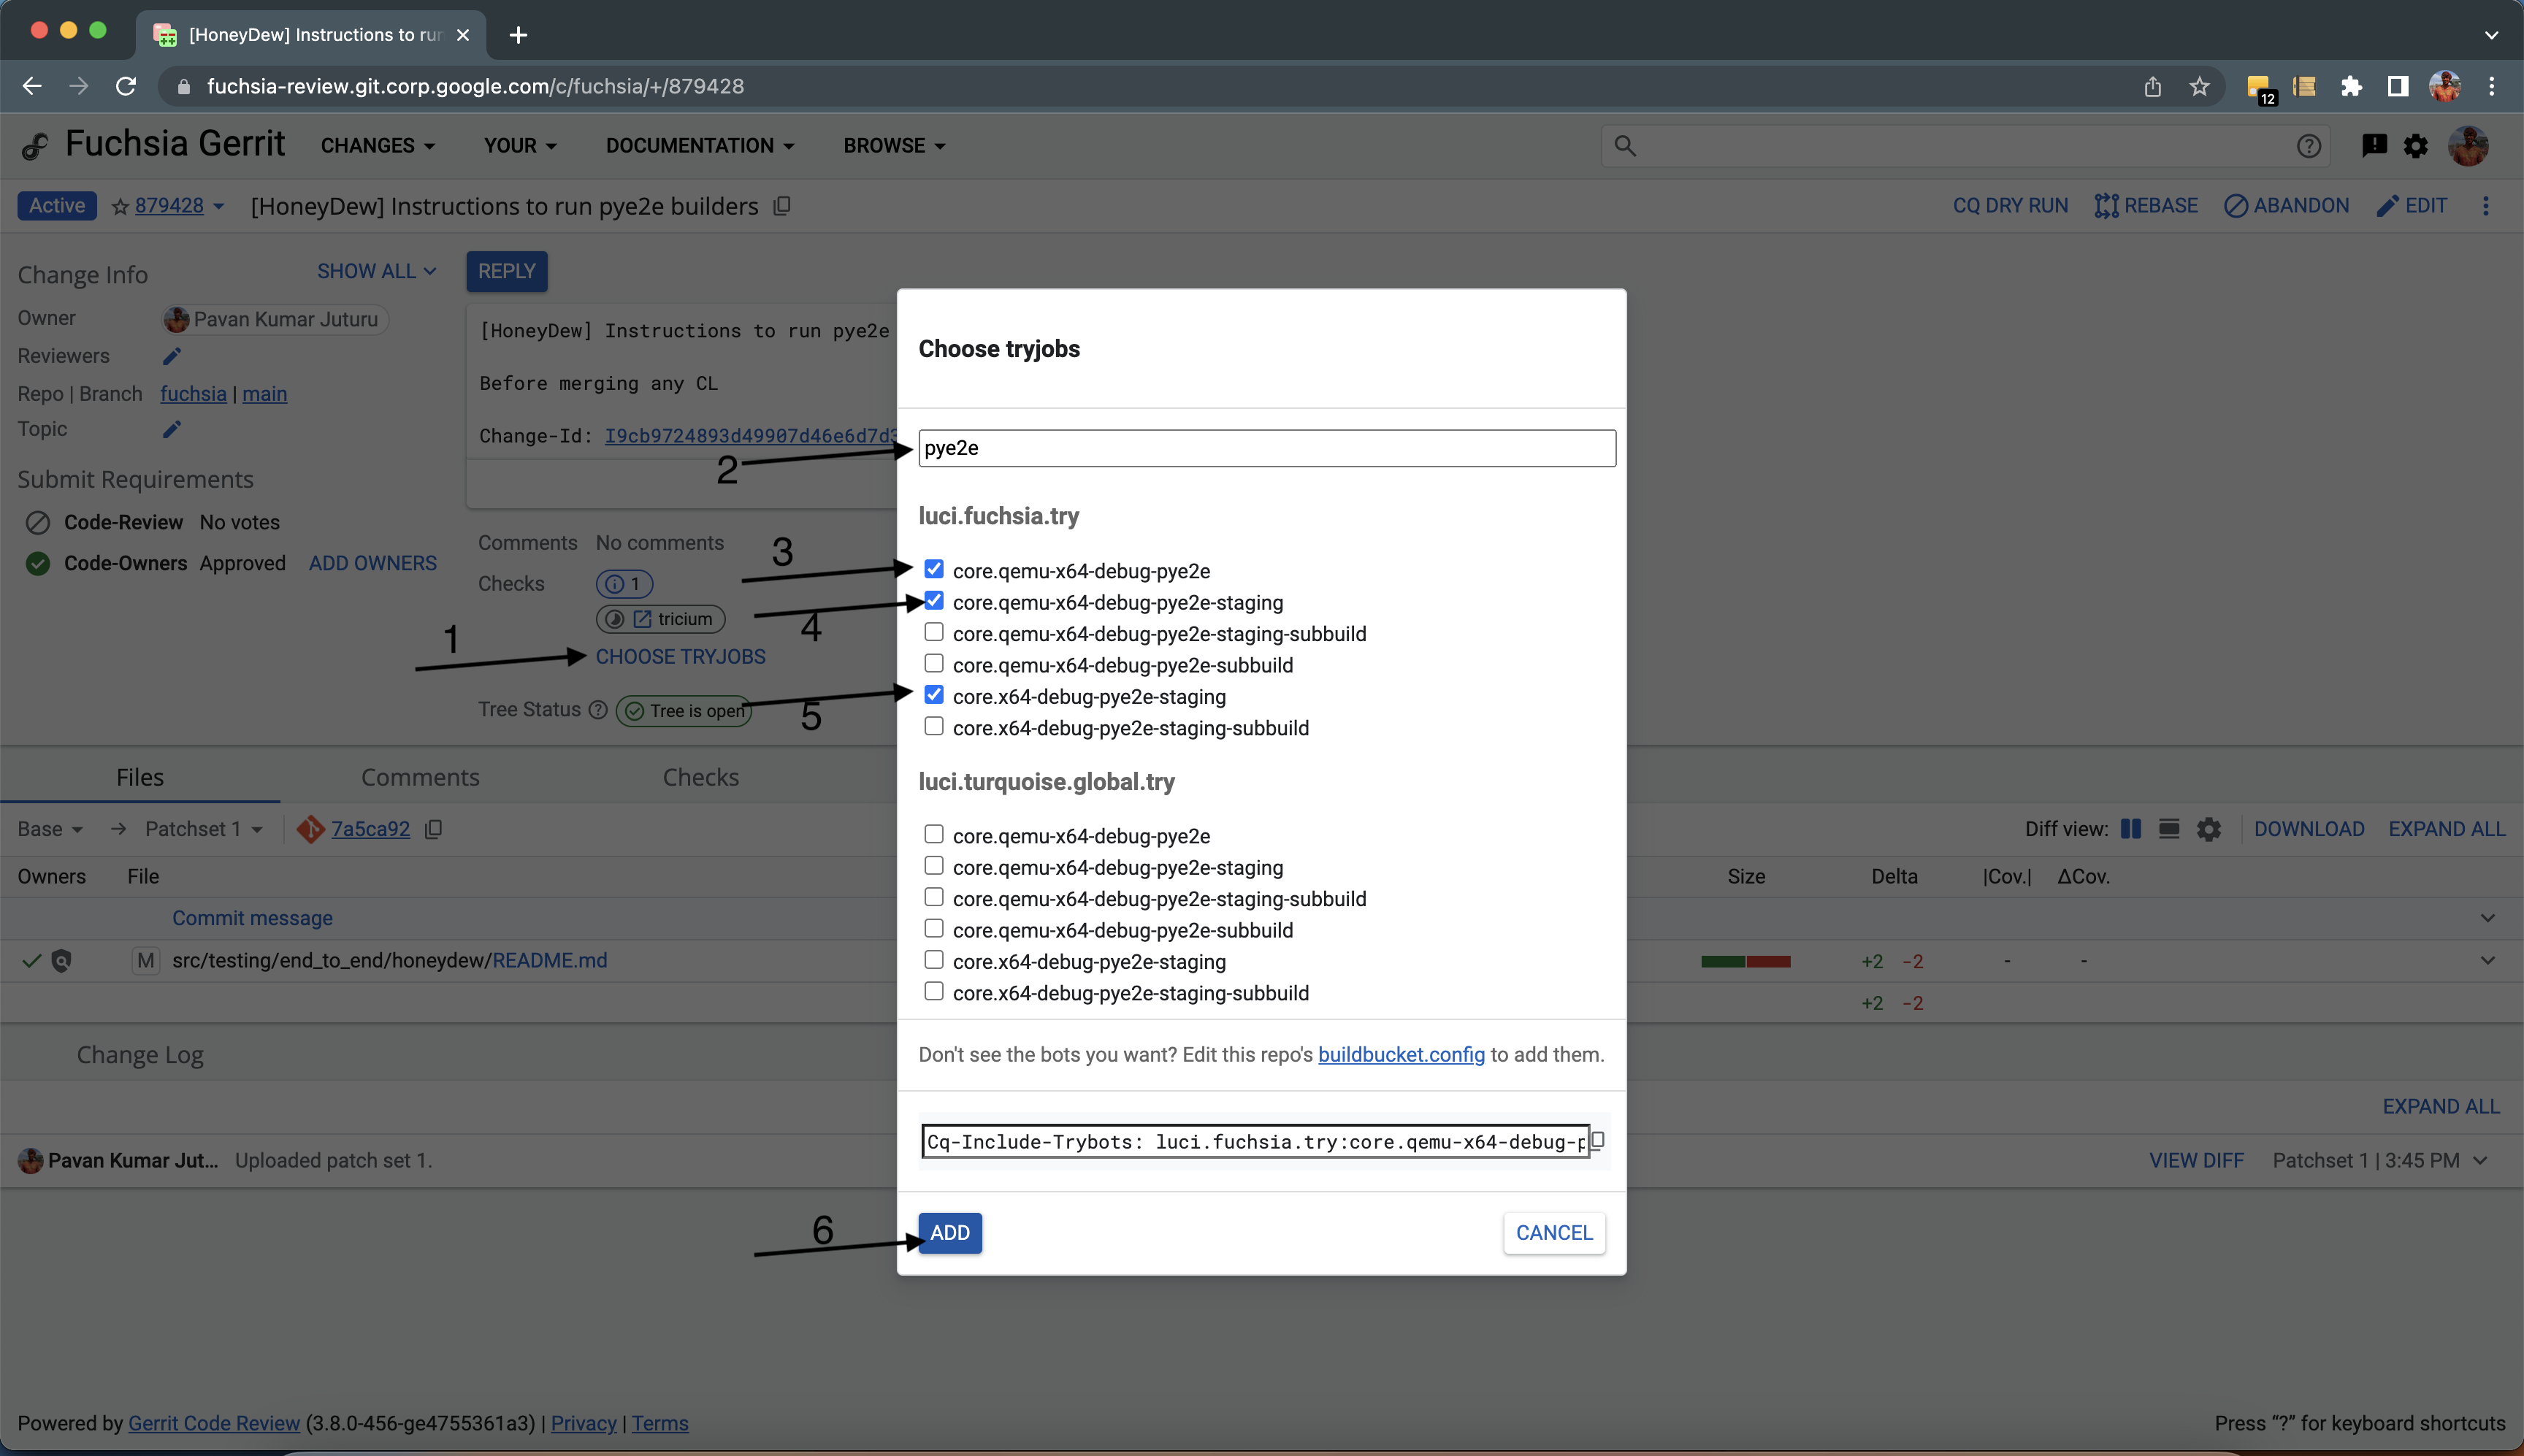 [HoneyDew] Instructions to run
fuchsia-review.git.corp.google.com/c/fuchsia/+/879428
12
Fuchsia Gerrit CHANGES YOUR DOCUMENTATION BROWSE
Active 879428 [HoneyDew] Instructions to run pye2e builders CQ DRY RUN REBASE ABANDON EDIT
Change Info SHOW ALL
Owner Pavan Kumar Juturu
Reviewers
Repo | Branch fuchsia | main
Topic
Submit Requirements
Code-Review No votes
Code-Owners Approved ADD OWNERS
REPLY
[HoneyDew] Instructions to run pye2e
Before merging any CL
Change-Id: I9cb9724893d49907d46e6d7d3
Comments No comments
Checks 1
tricium
CHOOSE TRYJOBS
Tree Status Tree is open
1
2
3
4
5
6
Choose tryjobs
pye2e
luci.fuchsia.try
core.qemu-x64-debug-pye2e
core.qemu-x64-debug-pye2e-staging
core.qemu-x64-debug-pye2e-staging-subbuild
core.qemu-x64-debug-pye2e-subbuild
core.x64-debug-pye2e-staging
core.x64-debug-pye2e-staging-subbuild
luci.turquoise.global.try
core.qemu-x64-debug-pye2e
core.qemu-x64-debug-pye2e-staging
core.qemu-x64-debug-pye2e-staging-subbuild
core.qemu-x64-debug-pye2e-subbuild
core.x64-debug-pye2e-staging
core.x64-debug-pye2e-staging-subbuild
Don't see the bots you want? Edit this repo's buildbucket.config to add them.
Cq-Include-Trybots: luci.fuchsia.try:core.qemu-x64-debug-p
ADD CANCEL
Files Comments Checks
Base → Patchset 1 7a5ca92 Diff view: DOWNLOAD EXPAND ALL
Owners File Size Delta |Cov.| ΔCov.
Commit message
M src/testing/end_to_end/honeydew/README.md +2 -2 - -
+2 -2
Change Log
EXPAND ALL
Pavan Kumar Jut... Uploaded patch set 1. VIEW DIFF Patchset 1 | 3:45 PM
Powered by Gerrit Code Review (3.8.0-456-ge4755361a3) | Privacy | Terms Press “?” for keyboard shortcuts